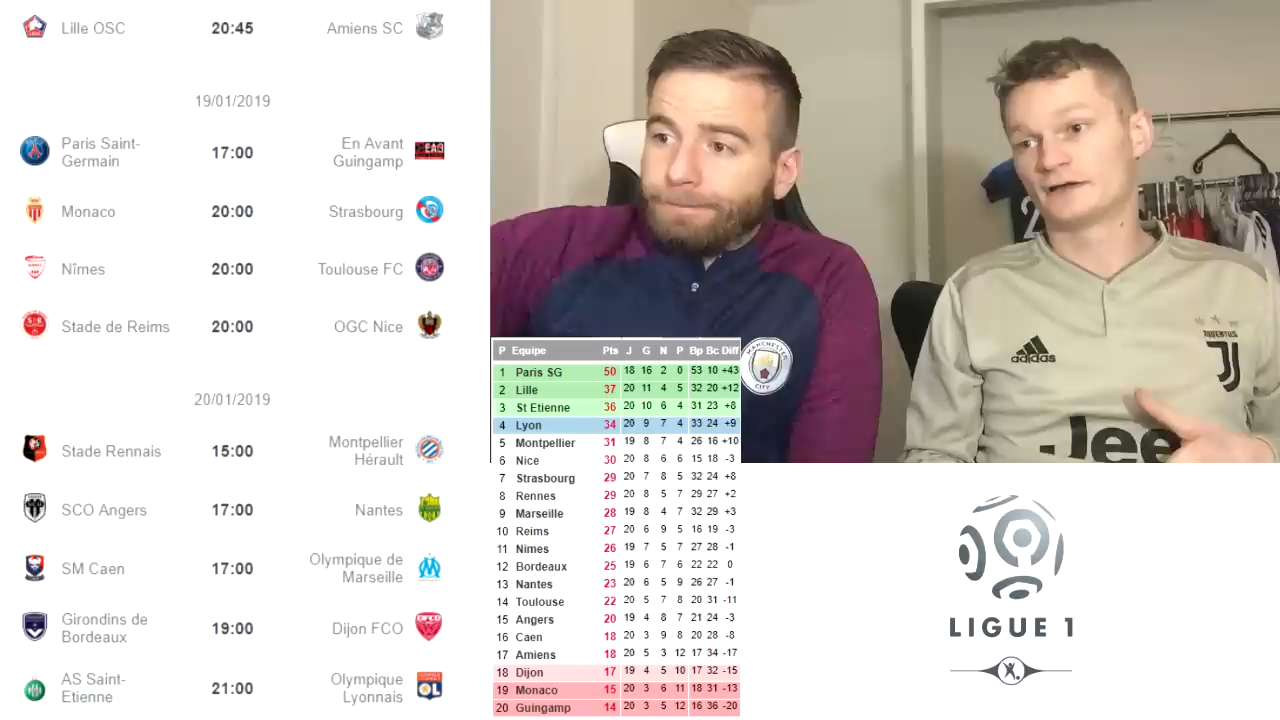 Lille OSC 20:45 Amiens SC
19/01/2019
Paris Saint-
Germain 17:00 En Avant
Guingamp
Monaco 20:00 Strasbourg
Nîmes 20:00 Toulouse FC
Stade de Reims 20:00 OGC Nice
20/01/2019
Stade Rennais 15:00 Montpellier
Hérault
SCO Angers 17:00 Nantes
SM Caen 17:00 Olympique de
Marseille
Girondins de
Bordeaux 19:00 Dijon FCO
AS Saint-
Etienne 21:00 Olympique
Lyonnais
P Equipe Pts J G N P Bp Bc Diff
1 Paris SG 50 18 16 2 0 53 10 +43
2 Lille 37 20 11 4 5 32 20 +12
3 St Etienne 36 20 10 6 4 31 23 +8
4 Lyon 34 20 9 7 4 33 24 +9
5 Montpellier 31 19 8 7 4 26 16 +10
6 Nice 30 20 8 6 6 15 18 -3
7 Strasbourg 29 20 7 8 5 32 24 +8
8 Rennes 29 20 8 5 7 29 27 +2
9 Marseille 28 19 8 4 7 32 29 +3
10 Reims 27 20 6 9 5 16 19 -3
11 Nimes 26 19 7 5 7 27 28 -1
12 Bordeaux 25 19 6 7 6 22 22 0
13 Nantes 23 20 6 5 9 26 27 -1
14 Toulouse 22 20 5 7 8 20 31 -11
15 Angers 20 19 4 8 7 21 24 -3
16 Caen 18 20 3 9 8 20 28 -8
17 Amiens 18 20 5 3 12 17 34 -17
18 Dijon 17 19 4 5 10 17 32 -15
19 Monaco 15 20 3 6 11 18 31 -13
20 Guingamp 14 20 3 5 12 16 36 -20
MANCHESTER
CITY
adidas
JUVENTUS
Jee
2
LIGUE 1